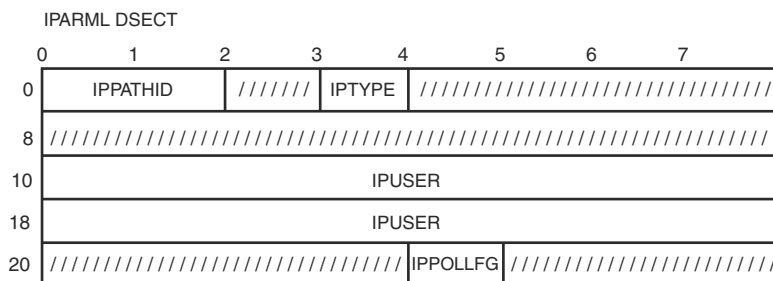 IPARML DSECT
0 1 2 3 4 5 6 7
0 IPPATHID /////// IPTYPE //////////////////////////////////
8 ////////////////////////////////////////////////////////////////////
10 IPUSER
18 IPUSER
20 ///////////////////////////////// IPPOLLFG /////////////////////////